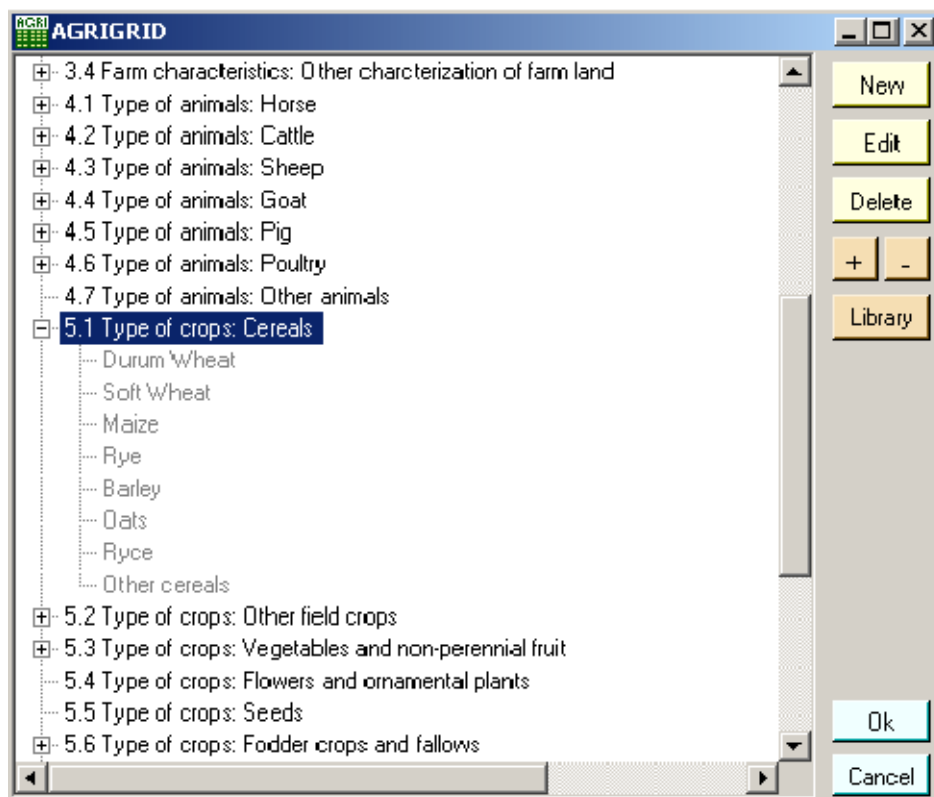 AGRI AGRIGRID
3.4 Farm characteristics: Other charcterization of farm land
4.1 Type of animals: Horse
4.2 Type of animals: Cattle
4.3 Type of animals: Sheep
4.4 Type of animals: Goat
4.5 Type of animals: Pig
4.6 Type of animals: Poultry
4.7 Type of animals: Other animals
5.1 Type of crops: Cereals
Durum Wheat
Soft Wheat
Maize
Rye
Barley
Oats
Ryce
Other cereals
5.2 Type of crops: Other field crops
5.3 Type of crops: Vegetables and non-perennial fruit
5.4 Type of crops: Flowers and ornamental plants
5.5 Type of crops: Seeds
5.6 Type of crops: Fodder crops and fallows
New
Edit
Delete
+ -
Library
Ok
Cancel